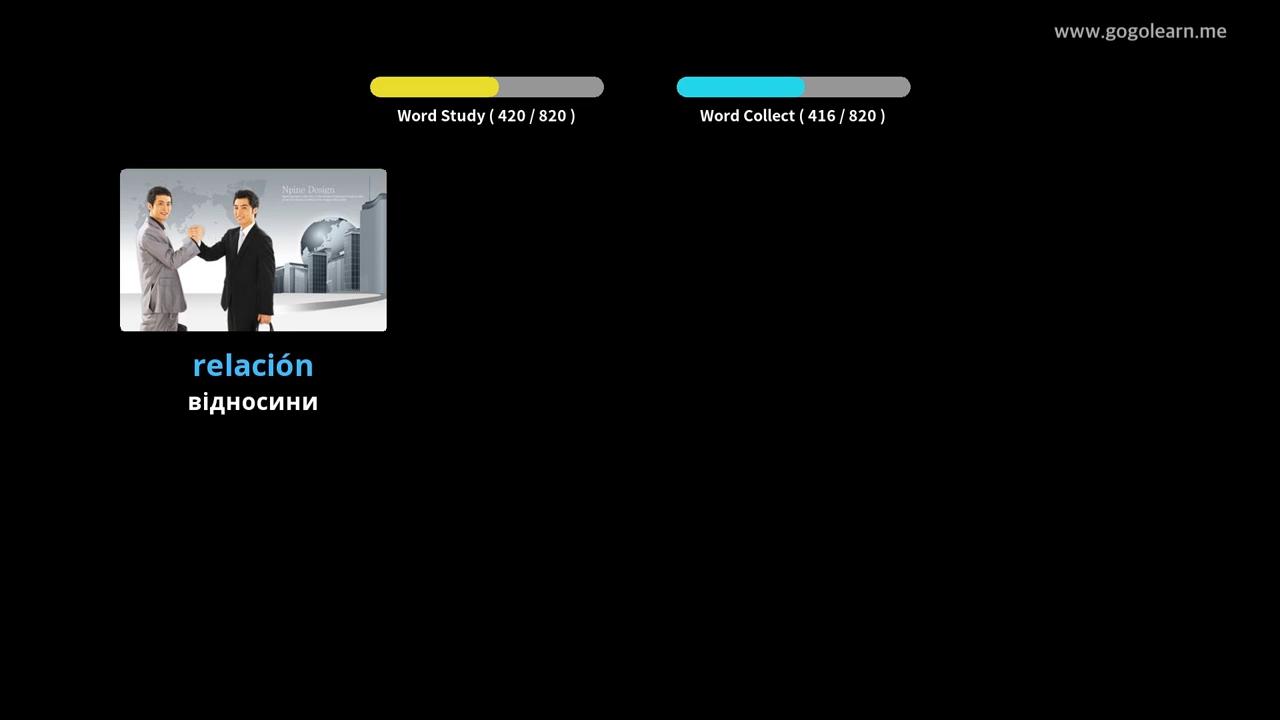 www.gogolearn.me
Word Study ( 420 / 820 )
Word Collect ( 416 / 820 )
Npine Design
relación
відносини